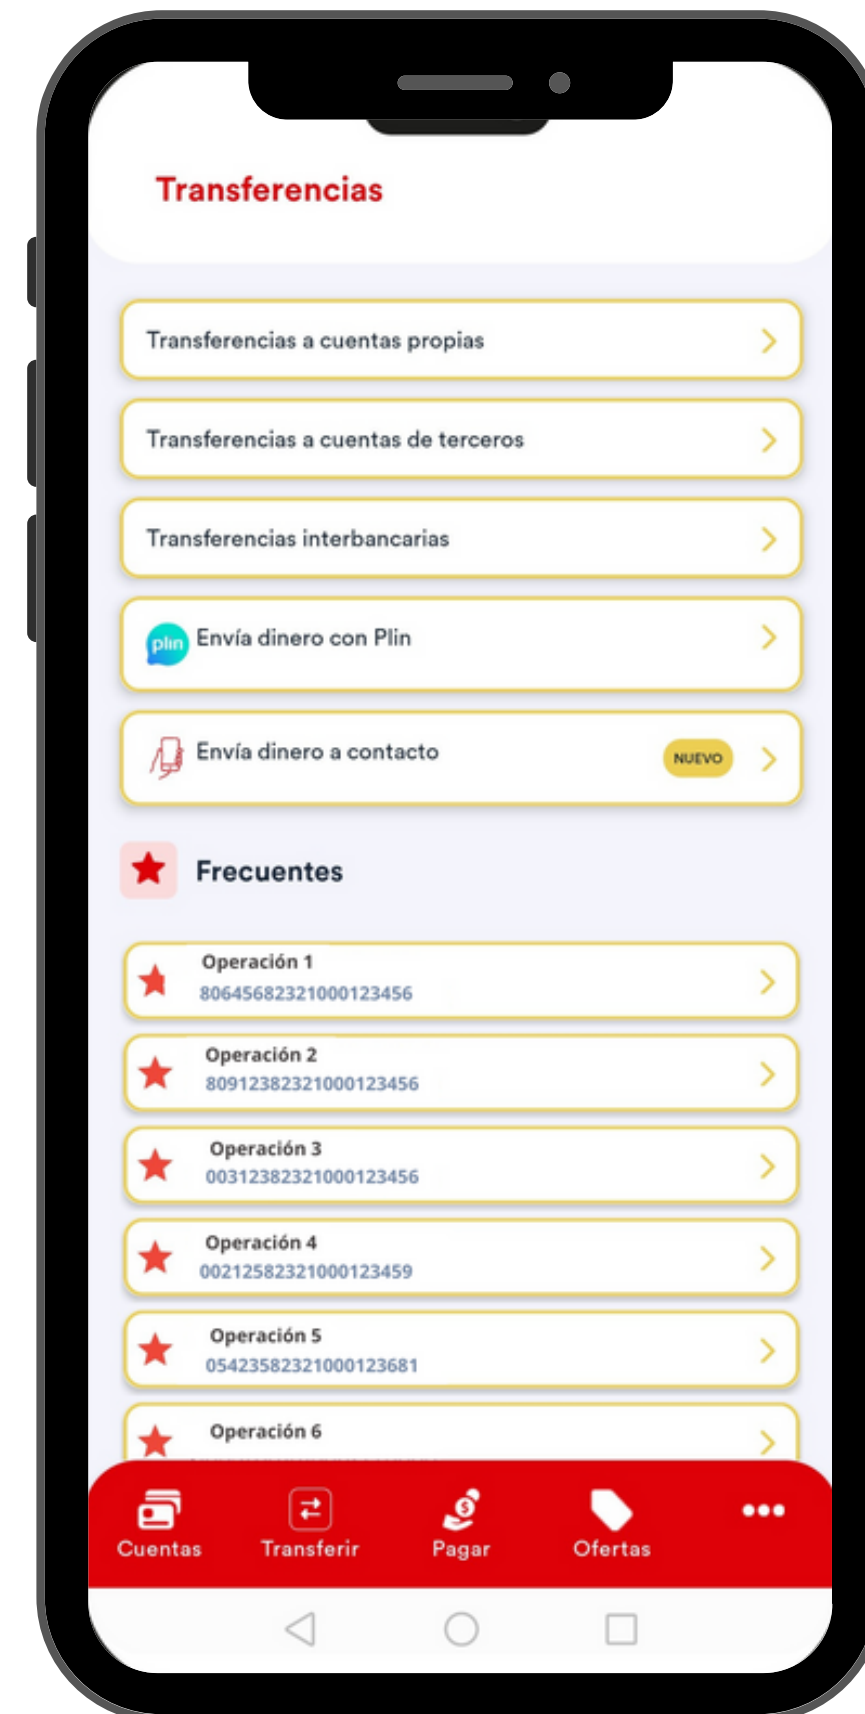 Transferencias
Transferencias a cuentas propias
Transferencias a cuentas de terceros
Transferencias interbancarias
plin Envía dinero con Plin
Envía dinero a contacto NUEVO
Frecuentes
Operación 1
80645682321000123456
Operación 2
80912382321000123456
Operación 3
00312382321000123456
Operación 4
00212582321000123459
Operación 5
05423582321000123681
Operación 6
Cuentas Transferir Pagar Ofertas